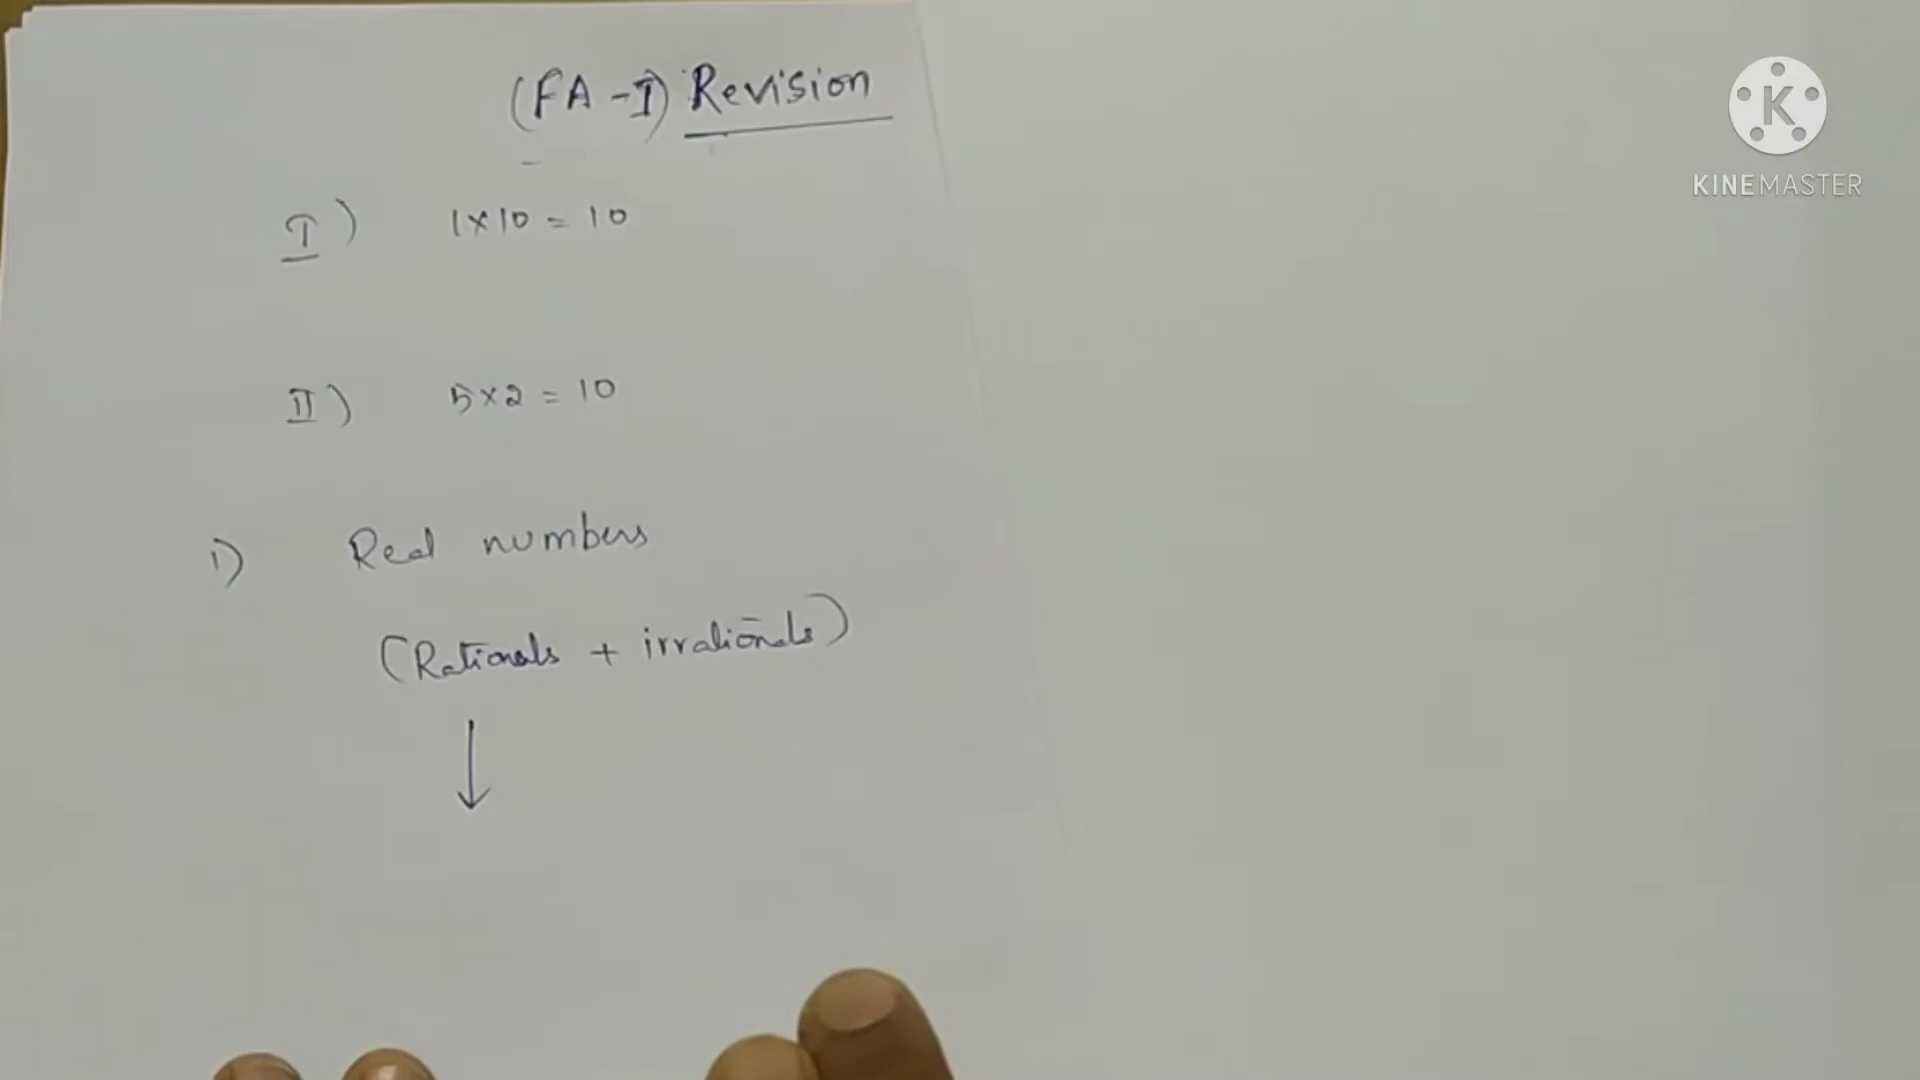 (FA-I) Revision
K
KINEMASTER
I) 1×10 = 10
II) 5×2 = 10
1) Real numbers
(Rationals + irrationals)